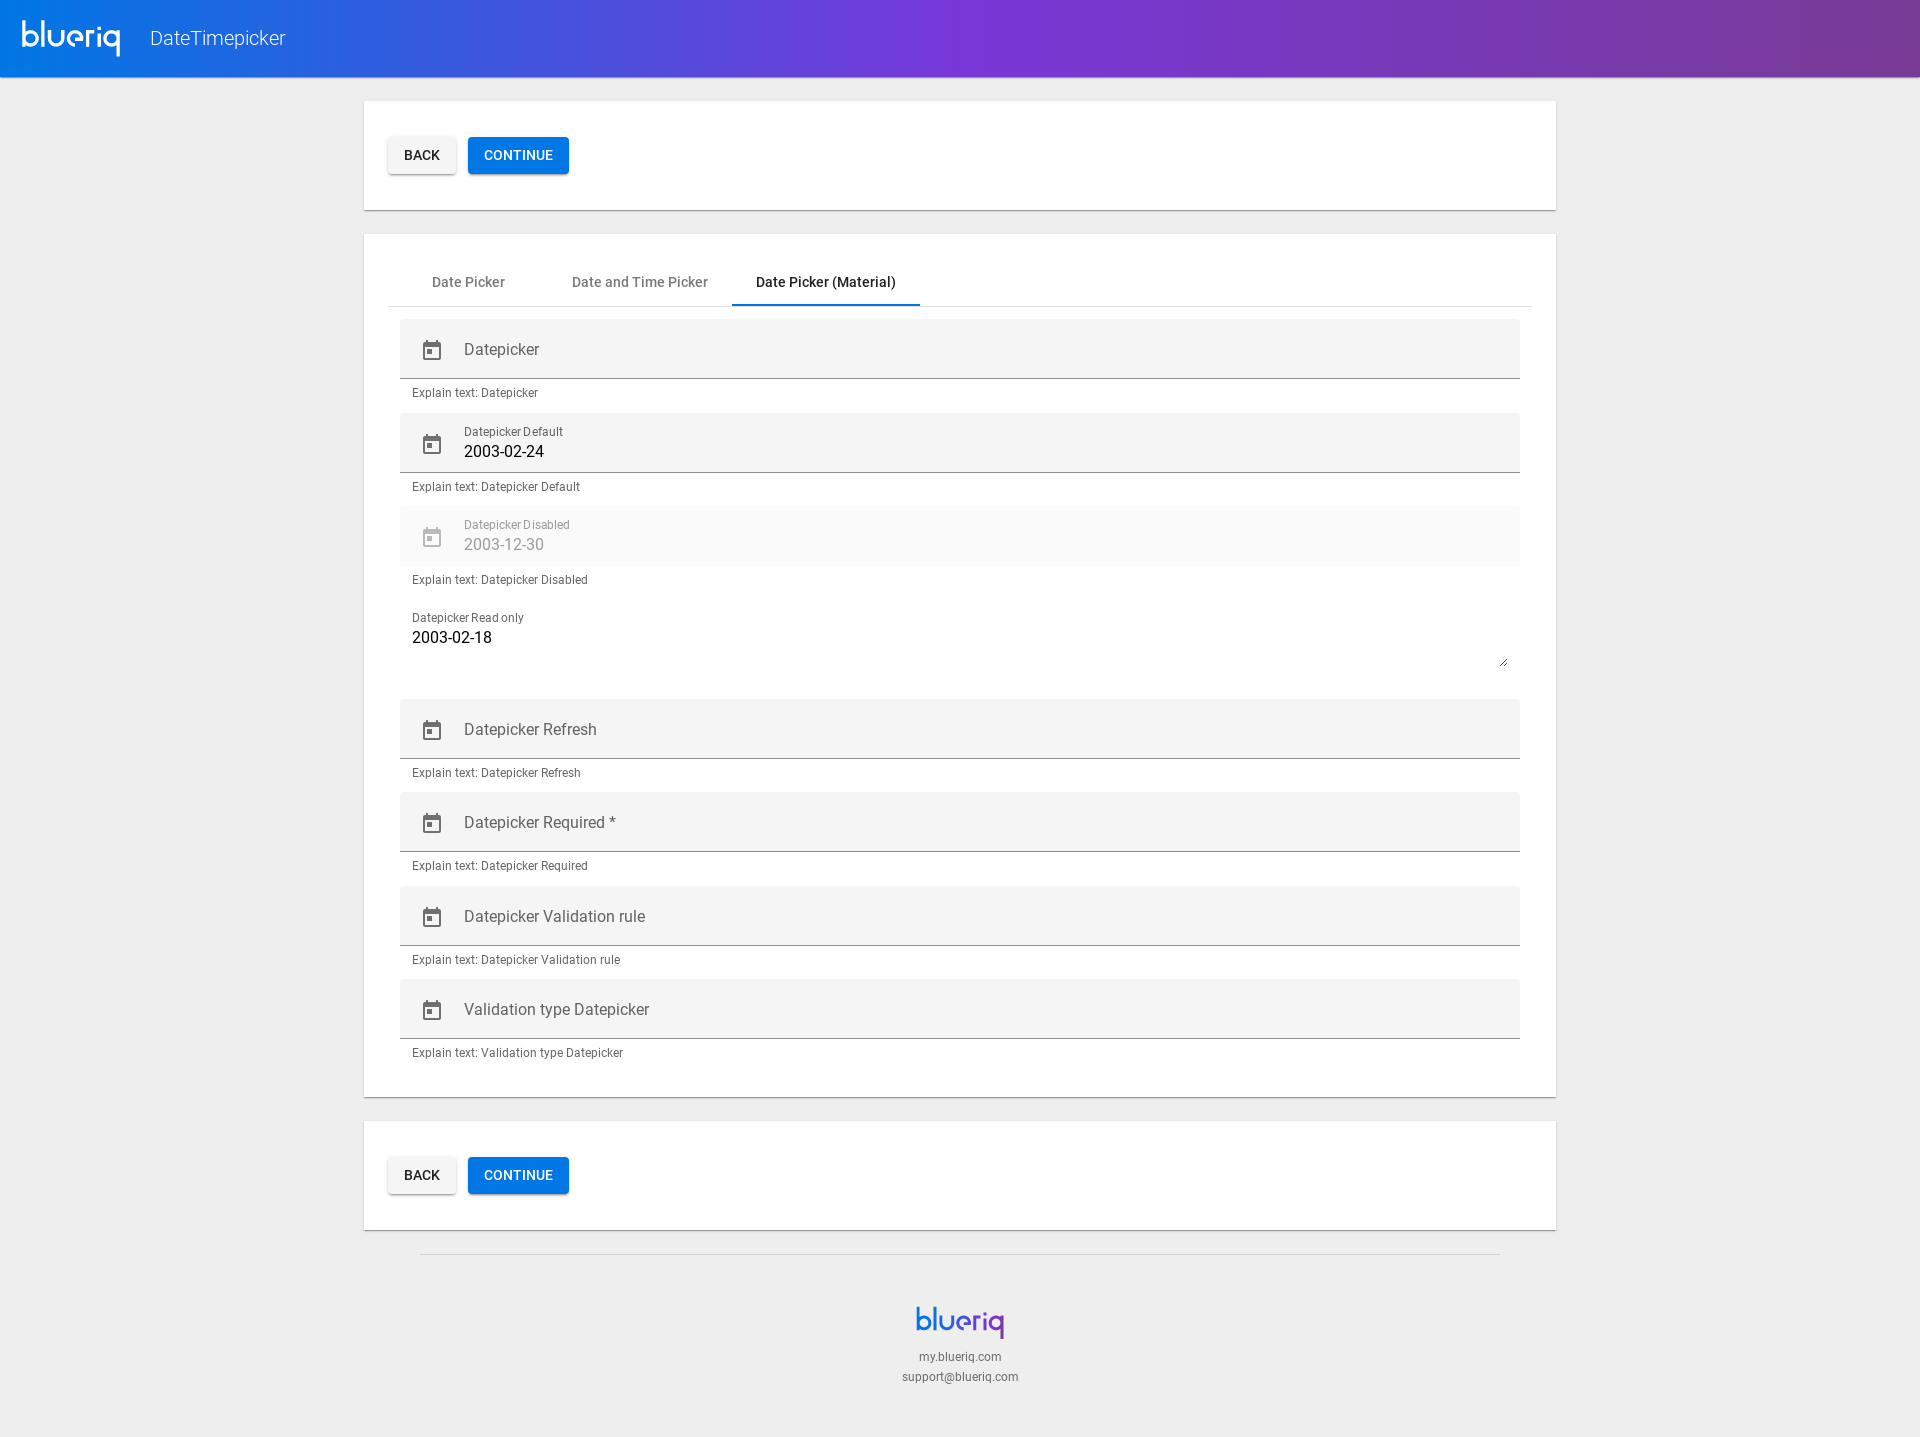 blueriq DateTimepicker
BACK CONTINUE
Date Picker Date and Time Picker Date Picker (Material)
Datepicker
Explain text: Datepicker
Datepicker Default
2003-02-24
Explain text: Datepicker Default
Datepicker Disabled
2003-12-30
Explain text: Datepicker Disabled
Datepicker Read only
2003-02-18
Datepicker Refresh
Explain text: Datepicker Refresh
Datepicker Required *
Explain text: Datepicker Required
Datepicker Validation rule
Explain text: Datepicker Validation rule
Validation type Datepicker
Explain text: Validation type Datepicker
BACK CONTINUE
blueriq
my.blueriq.com
support@blueriq.com